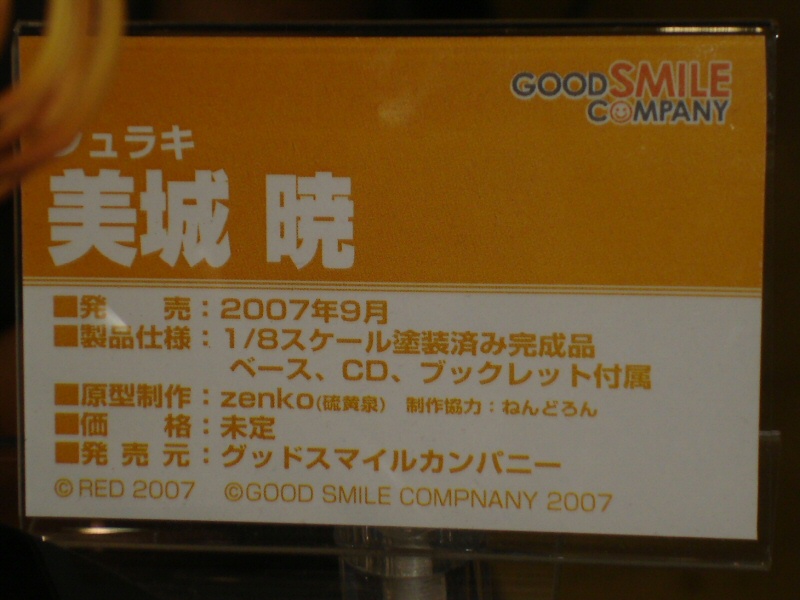 GOOD SMILE
COMPANY
ュラキ
美城 暁
■発 売：2007年9月
■製品仕様：1/8スケール塗装済み完成品
ベース、CD、ブックレット付属
■原型制作：zenko(硫黄泉) 制作協力：ねんどろん
■価 格：未定
■発 売 元：グッドスマイルカンパニー
©RED 2007 ©GOOD SMILE COMPNANY 2007